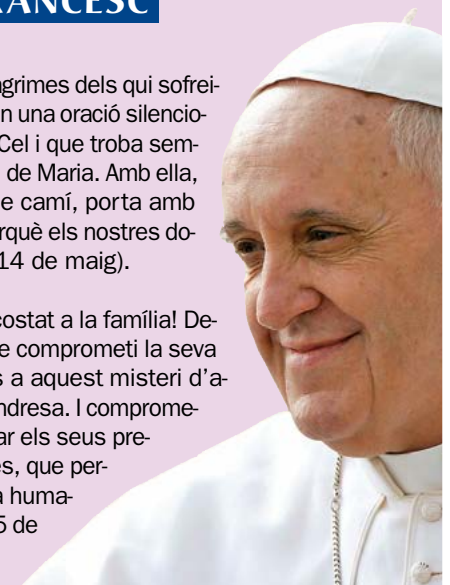 RANCESC
grimes dels qui sofrei-
n una oració silencio-
Cel i que troba sem-
de Maria. Amb ella,
e camí, porta amb
rquè els nostres do-
14 de maig).
costat a la família! De-
e comprometi la seva
s a aquest misteri d'a-
ndresa. I comprome-
ar els seus pre-
es, que per-
a huma-
5 de